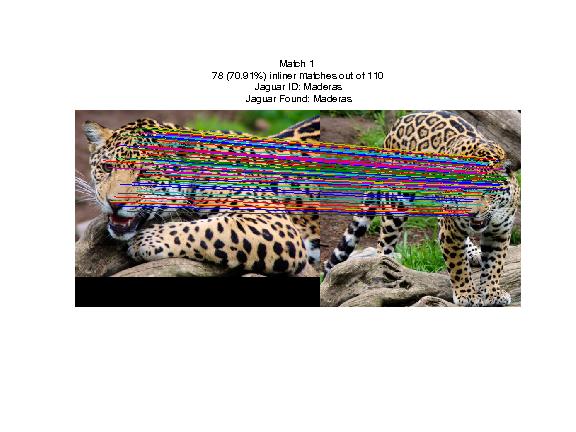 Match 1
78 (70.91%) inliner matches out of 110
Jaguar ID: Maderas
Jaguar Found: Maderas